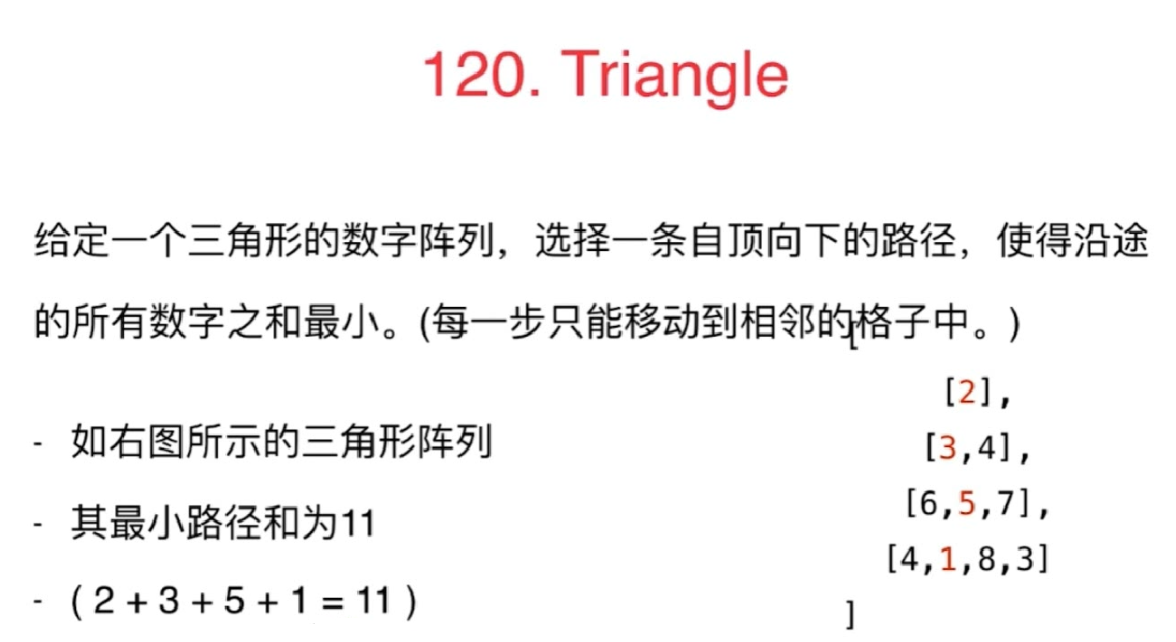 120. Triangle
给定一个三角形的数字阵列，选择一条自顶向下的路径，使得沿途
的所有数字之和最小。(每一步只能移动到相邻的格子中。)
[
[2],
[3,4],
[6,5,7],
[4,1,8,3]
]
- 如右图所示的三角形阵列
- 其最小路径和为11
- ( 2 + 3 + 5 + 1 = 11 )